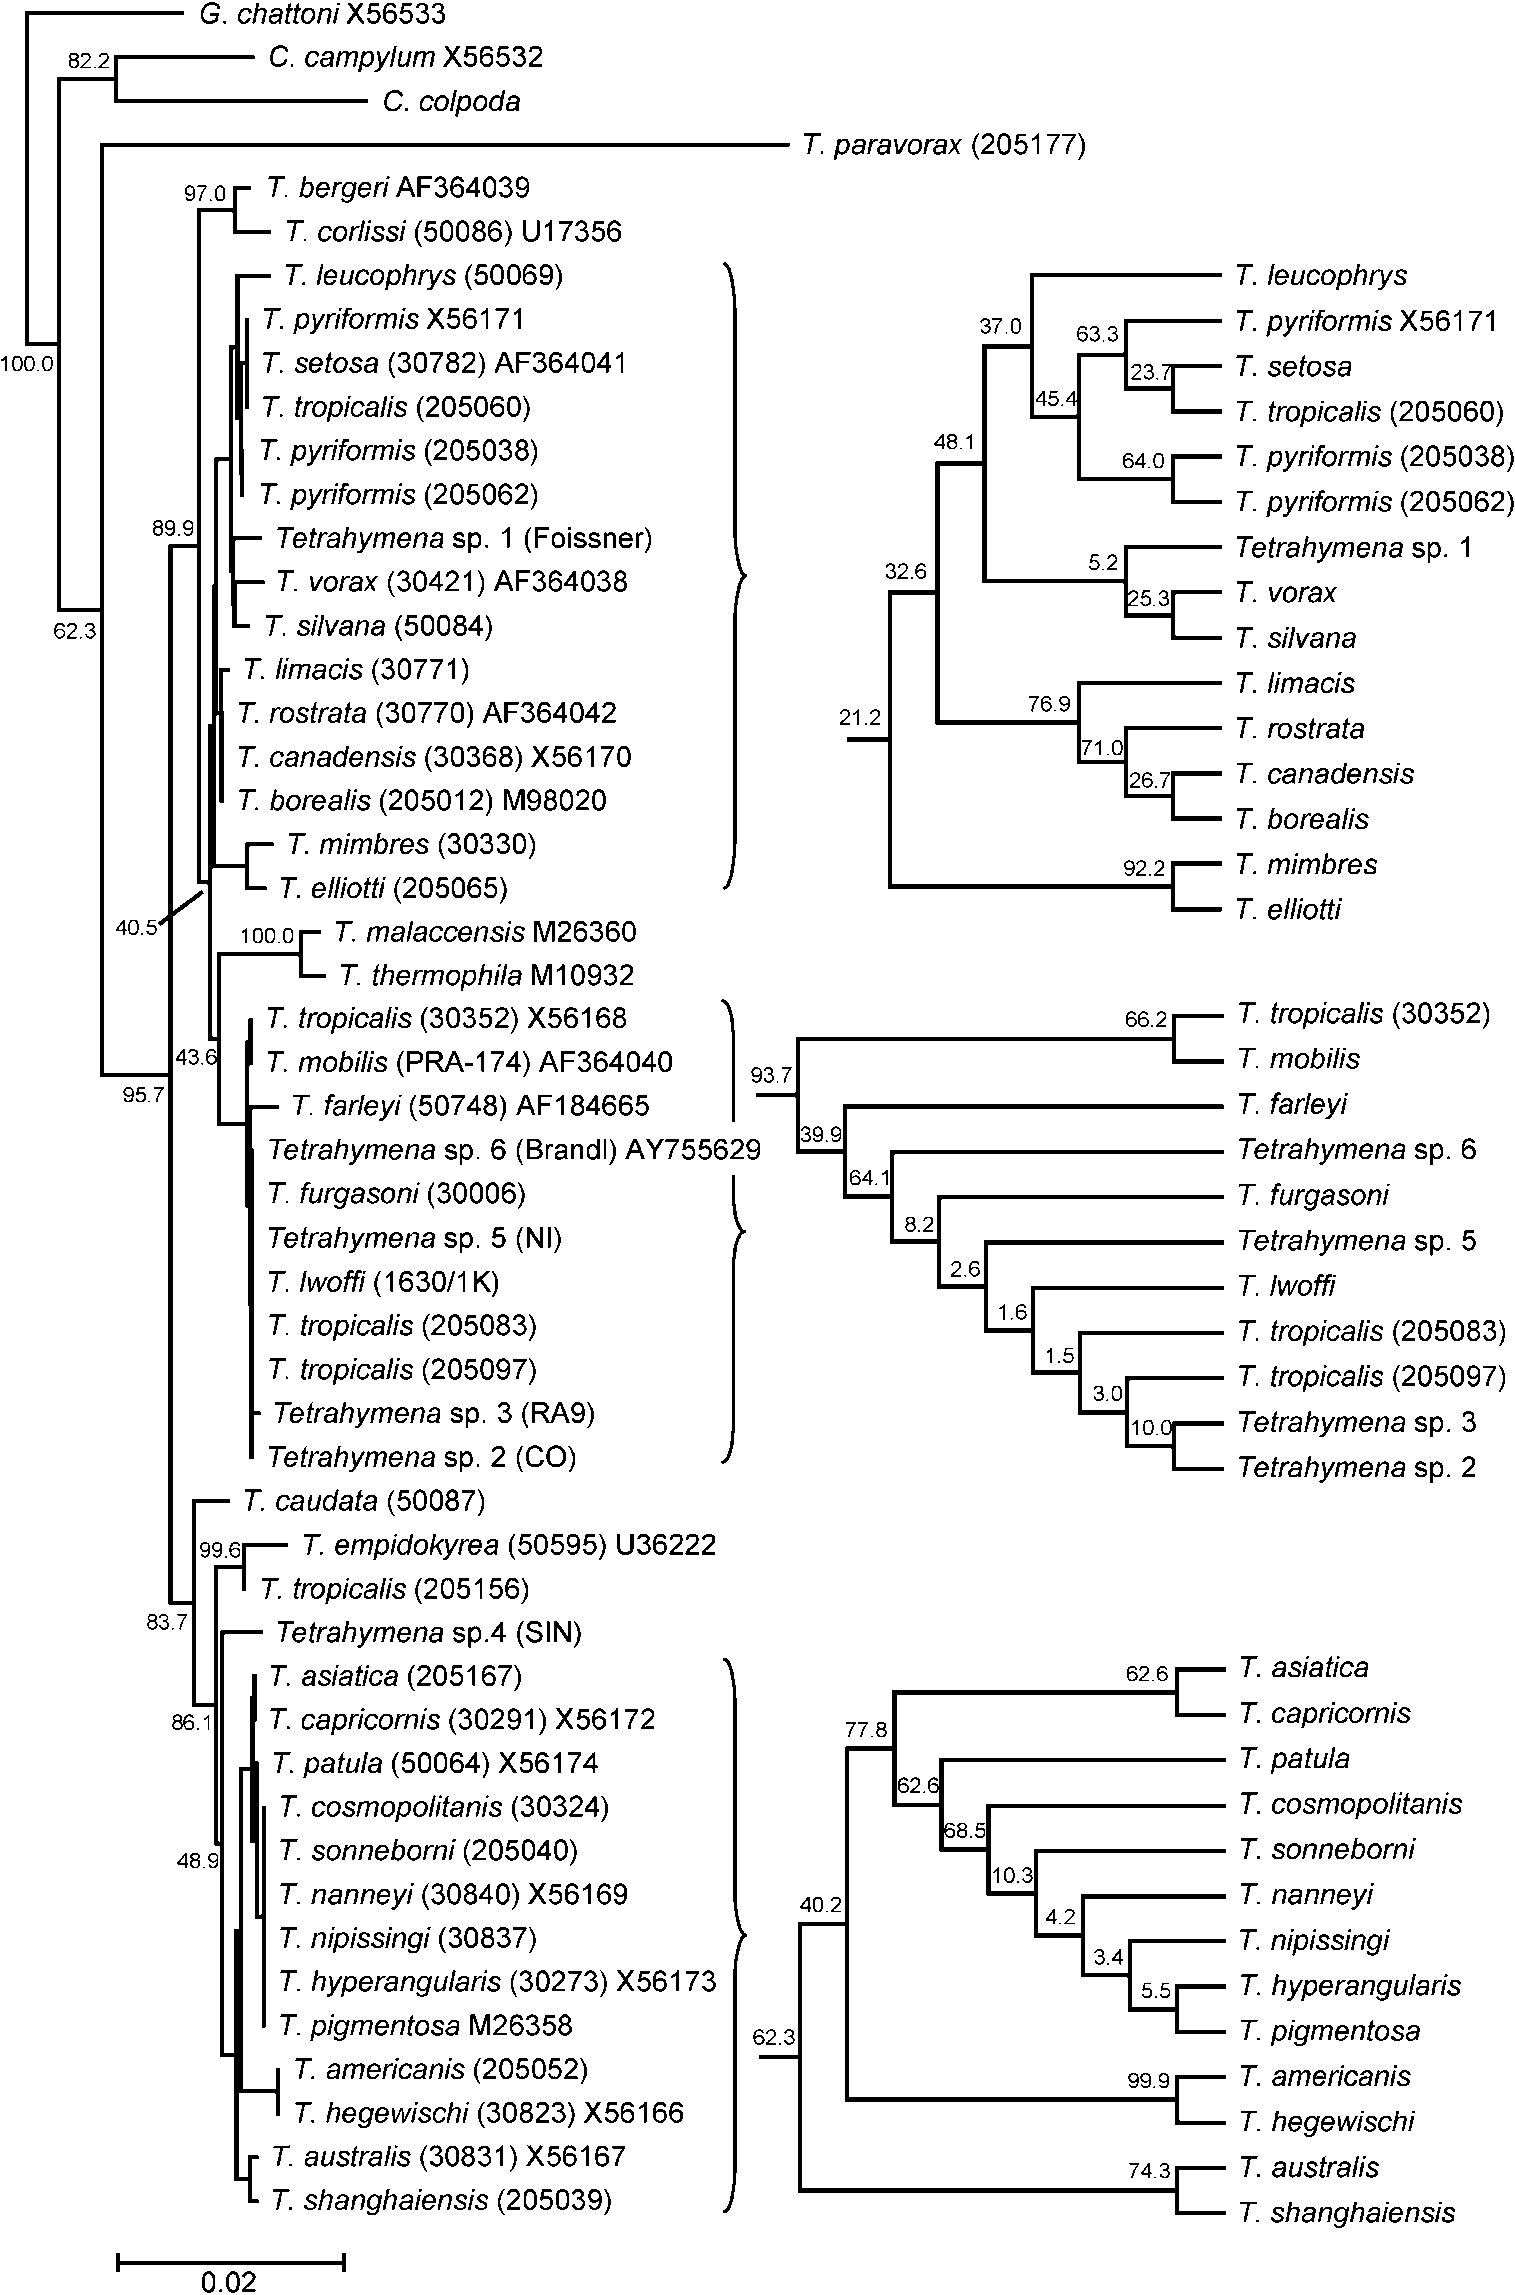 G. chattoni X56533
82.2
C. campylum X56532
C. colpoda
T. paravorax (205177)
97.0
T. bergeri AF364039
T. corlissi (50086) U17356
T. leucophrys (50069)
T. pyriformis X56171
T. setosa (30782) AF364041
100.0
T. tropicalis (205060)
T. pyriformis (205038)
T. pyriformis (205062)
89.9
Tetrahymena sp. 1 (Foissner)
T. vorax (30421) AF364038
62.3
T. silvana (50084)
T. limacis (30771)
T. rostrata (30770) AF364042
T. canadensis (30368) X56170
T. borealis (205012) M98020
T. mimbres (30330)
T. elliotti (205065)
40.5
100.0
T. malaccensis M26360
T. thermophila M10932
T. tropicalis (30352) X56168
43.6
T. mobilis (PRA-174) AF364040
95.7
T. farleyi (50748) AF184665
Tetrahymena sp. 6 (Brandl) AY755629
T. furgasoni (30006)
Tetrahymena sp. 5 (NI)
T. lwoffi (1630/1K)
T. tropicalis (205083)
T. tropicalis (205097)
Tetrahymena sp. 3 (RA9)
Tetrahymena sp. 2 (CO)
T. caudata (50087)
99.6
T. empidokyrea (50595) U36222
T. tropicalis (205156)
83.7
Tetrahymena sp.4 (SIN)
T. asiatica (205167)
86.1
T. capricornis (30291) X56172
T. patula (50064) X56174
T. cosmopolitanis (30324)
48.9
T. sonneborni (205040)
T. nanneyi (30840) X56169
T. nipissingi (30837)
T. hyperangularis (30273) X56173
T. pigmentosa M26358
T. americanis (205052)
T. hegewischi (30823) X56166
T. australis (30831) X56167
T. shanghaiensis (205039)
0.02
T. leucophrys
37.0
63.3
T. pyriformis X56171
23.7
T. setosa
45.4
T. tropicalis (205060)
48.1
64.0
T. pyriformis (205038)
T. pyriformis (205062)
32.6
5.2
Tetrahymena sp. 1
25.3
T. vorax
T. silvana
21.2
76.9
T. limacis
71.0
T. rostrata
26.7
T. canadensis
T. borealis
92.2
T. mimbres
T. elliotti
66.2
T. tropicalis (30352)
93.7
T. mobilis
39.9
T. farleyi
64.1
Tetrahymena sp. 6
8.2
T. furgasoni
2.6
Tetrahymena sp. 5
1.6
T. lwoffi
1.5
T. tropicalis (205083)
3.0
T. tropicalis (205097)
10.0
Tetrahymena sp. 3
Tetrahymena sp. 2
62.6
T. asiatica
77.8
T. capricornis
62.6
T. patula
68.5
T. cosmopolitanis
10.3
T. sonneborni
40.2
4.2
T. nanneyi
3.4
T. nipissingi
5.5
T. hyperangularis
62.3
T. pigmentosa
99.9
T. americanis
T. hegewischi
74.3
T. australis
T. shanghaiensis